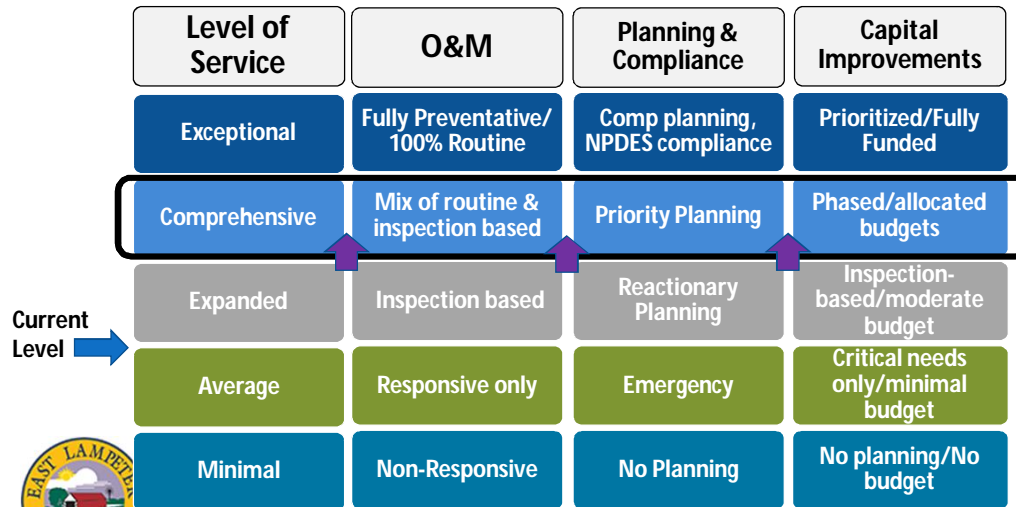 Level of
Service
O&M
Planning &
Compliance
Capital
Improvements
Exceptional
Fully Preventative/
100% Routine
Comp planning,
NPDES compliance
Prioritized/Fully
Funded
Comprehensive
Mix of routine &
inspection based
Priority Planning
Phased/allocated
budgets
Expanded
Inspection based
Reactionary
Planning
Inspection-
based/moderate
budget
Current
Level
Average
Responsive only
Emergency
Critical needs
only/minimal
budget
Minimal
Non-Responsive
No Planning
No planning/No
budget
EAST LAMPETER